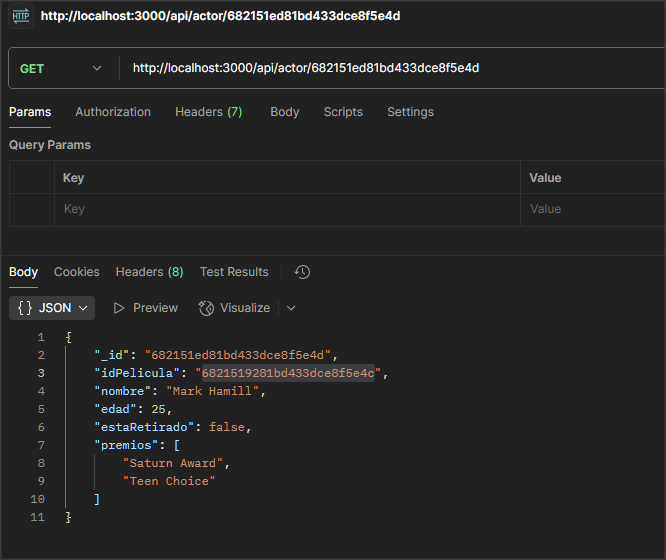 HTTP http://localhost:3000/api/actor/682151ed81bd433dce8f5e4d
GET http://localhost:3000/api/actor/682151ed81bd433dce8f5e4d
Params Authorization Headers (7) Body Scripts Settings
Query Params
Key Value
Key Value
Body Cookies Headers (8) Test Results
{} JSON Preview Visualize
1 {
2 "_id": "682151ed81bd433dce8f5e4d",
3 "idPelicula": "6821519281bd433dce8f5e4c",
4 "nombre": "Mark Hamill",
5 "edad": 25,
6 "estaRetirado": false,
7 "premios": [
8 "Saturn Award",
9 "Teen Choice"
10 ]
11 }